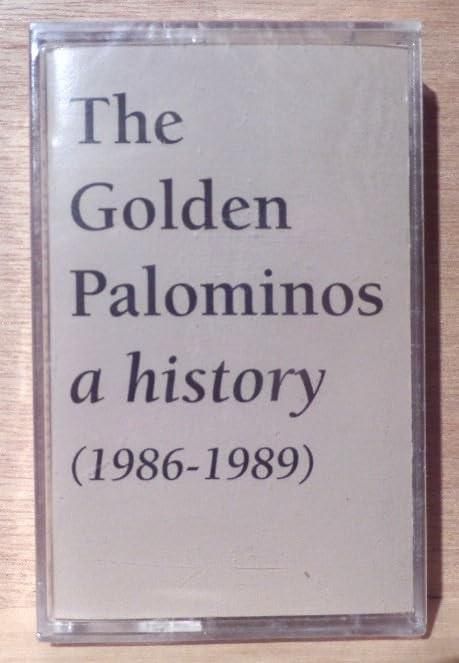 The
Golden
Palominos
a history
(1986-1989)